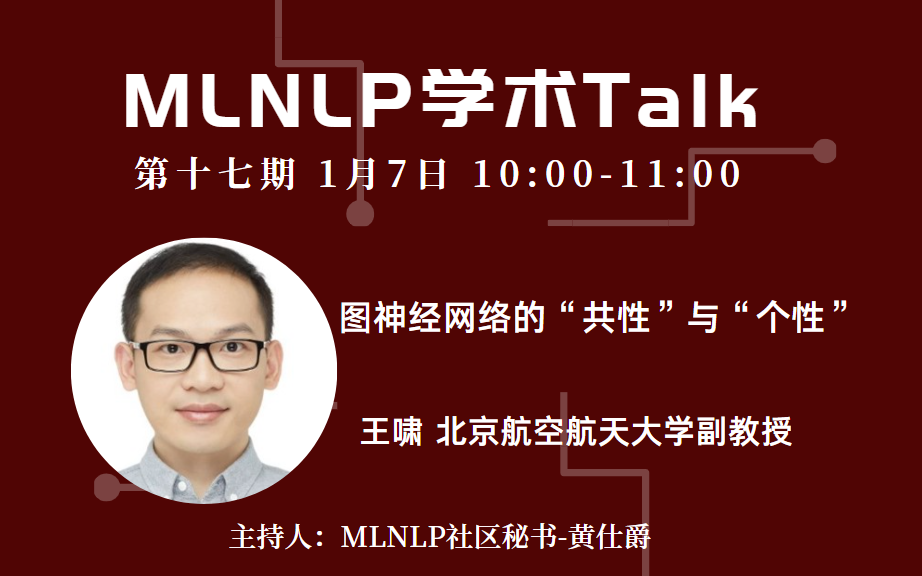 MLNLP学术Talk
第十七期 1月7日 10:00-11:00
图神经网络的“共性”与“个性”
王啸 北京航空航天大学副教授
主持人：MLNLP社区秘书-黄仕爵